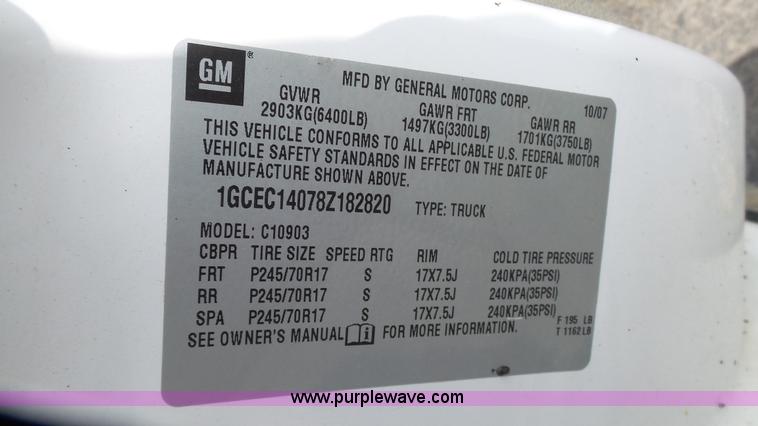 GM ®
MFD BY GENERAL MOTORS CORP.
10/07
GVWR GAWR FRT GAWR RR
2903KG(6400LB) 1497KG(3300LB) 1701KG(3750LB)
THIS VEHICLE CONFORMS TO ALL APPLICABLE U.S. FEDERAL MOTOR
VEHICLE SAFETY STANDARDS IN EFFECT ON THE DATE OF
MANUFACTURE SHOWN ABOVE.
1GCEC14078Z182820 TYPE: TRUCK
MODEL: C10903
CBPR TIRE SIZE SPEED RTG RIM COLD TIRE PRESSURE
FRT P245/70R17 S 17X7.5J 240KPA(35PSI)
RR P245/70R17 S 17X7.5J 240KPA(35PSI)
SPA P245/70R17 S 17X7.5J 240KPA(35PSI)
F 195 LB
T 1162 LB
SEE OWNER'S MANUAL i FOR MORE INFORMATION.
www.purplewave.com